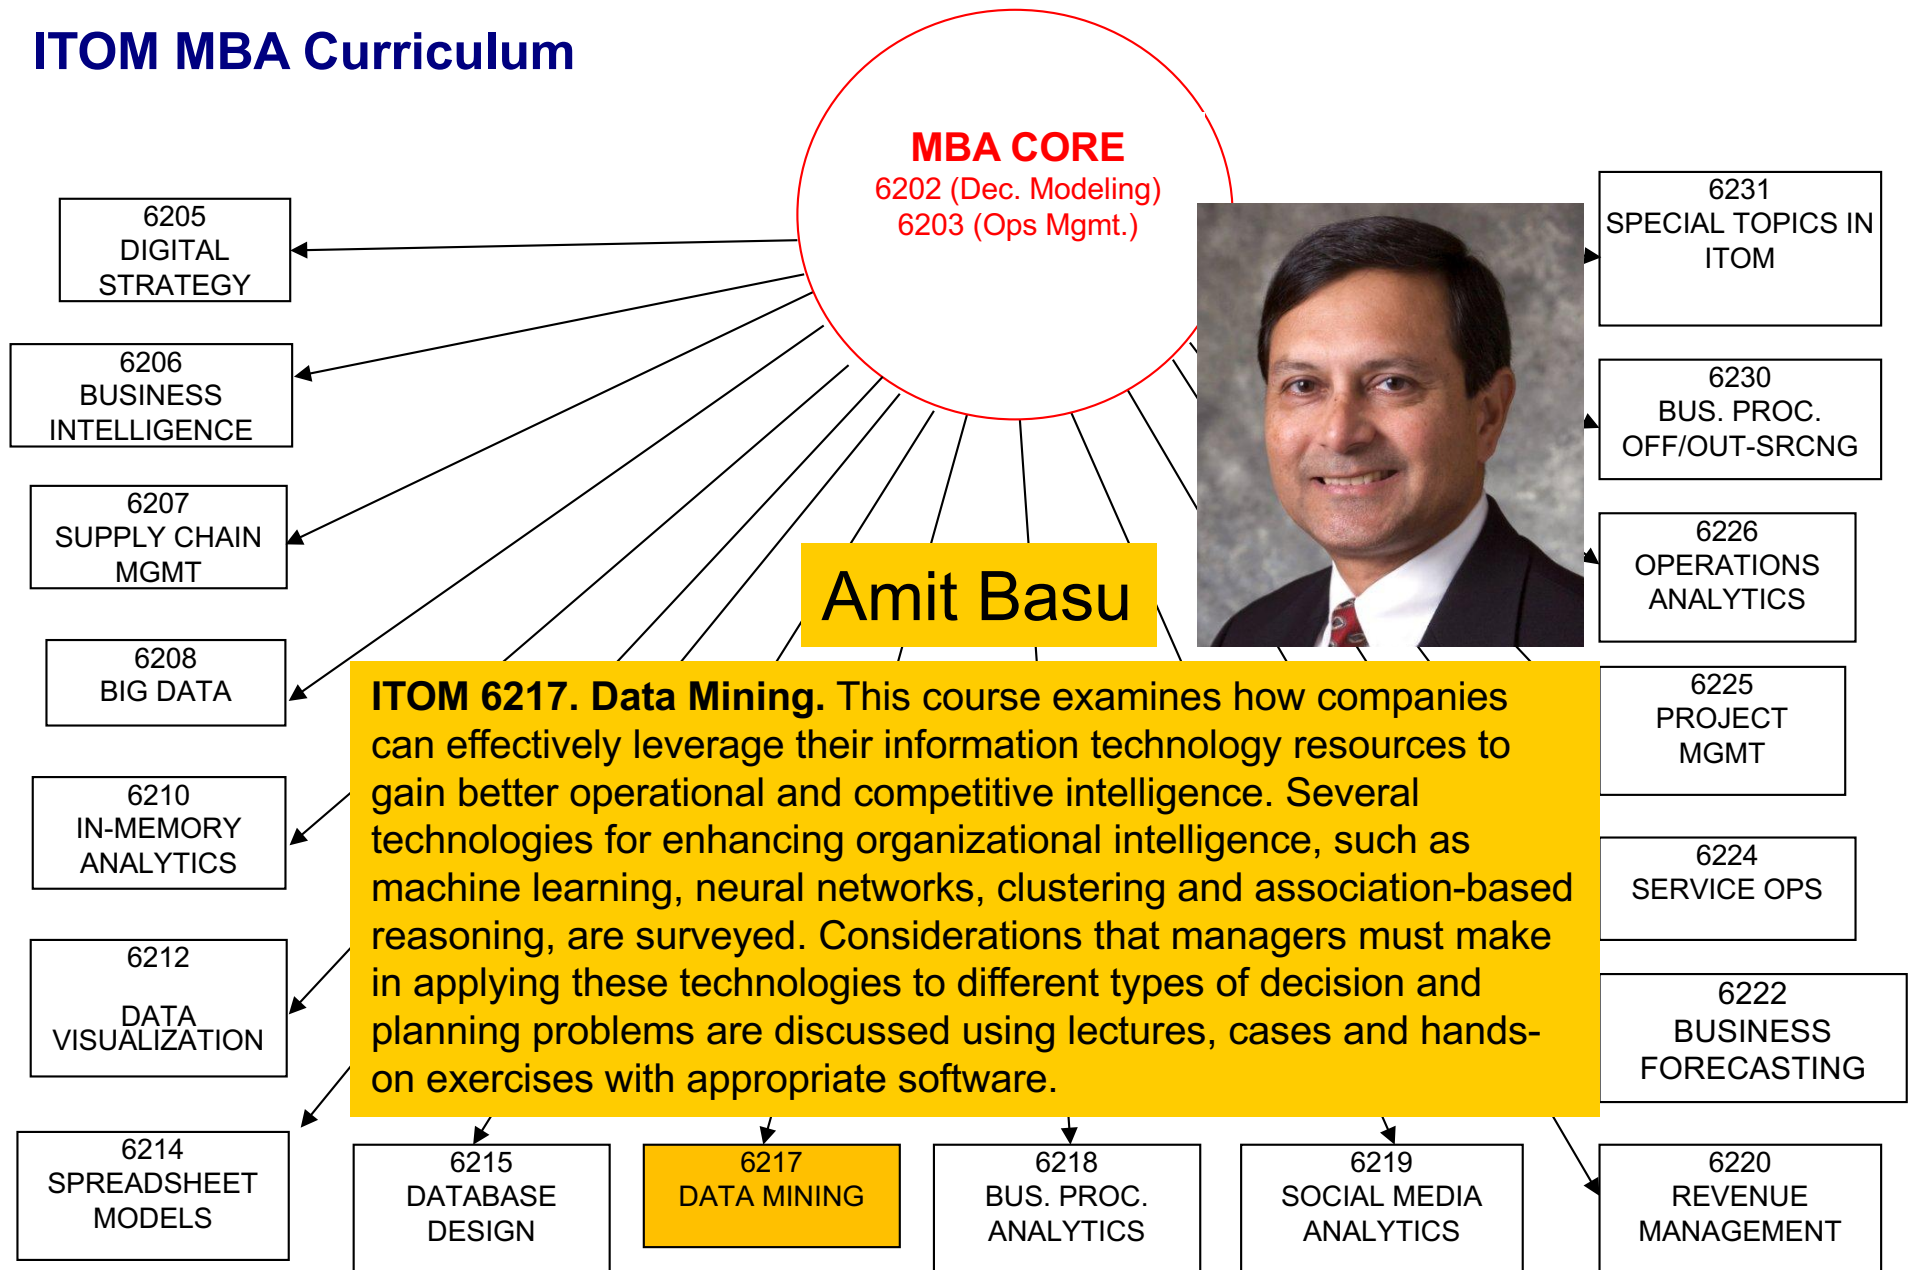 ITOM MBA Curriculum
MBA CORE
6202 (Dec. Modeling)
6203 (Ops Mgmt.)
6205
DIGITAL
STRATEGY
6206
BUSINESS
INTELLIGENCE
6207
SUPPLY CHAIN
MGMT
6208
BIG DATA
6210
IN-MEMORY
ANALYTICS
6212
DATA
VISUALIZATION
6214
SPREADSHEET
MODELS
6215
DATABASE
DESIGN
6217
DATA MINING
6218
BUS. PROC.
ANALYTICS
6219
SOCIAL MEDIA
ANALYTICS
6220
REVENUE
MANAGEMENT
6222
BUSINESS
FORECASTING
6224
SERVICE OPS
6225
PROJECT
MGMT
6226
OPERATIONS
ANALYTICS
6230
BUS. PROC.
OFF/OUT-SRCNG
6231
SPECIAL TOPICS IN
ITOM
Amit Basu
ITOM 6217. Data Mining. This course examines how companies
can effectively leverage their information technology resources to
gain better operational and competitive intelligence. Several
technologies for enhancing organizational intelligence, such as
machine learning, neural networks, clustering and association-based
reasoning, are surveyed. Considerations that managers must make
in applying these technologies to different types of decision and
planning problems are discussed using lectures, cases and hands-
on exercises with appropriate software.